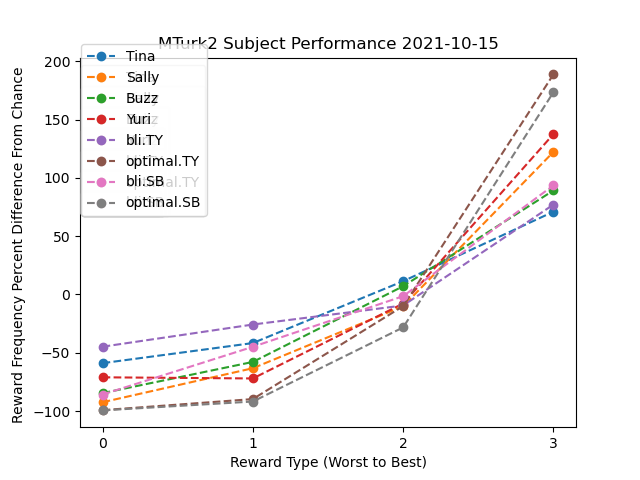 MTurk2 Subject Performance 2021-10-15
Tina
Sally
Buzz
Yuri
bli.TY
optimal.TY
bli.SB
optimal.SB
200
150
100
50
0
−50
−100
0 1 2 3
Reward Type (Worst to Best)
Reward Frequency Percent Difference From Chance